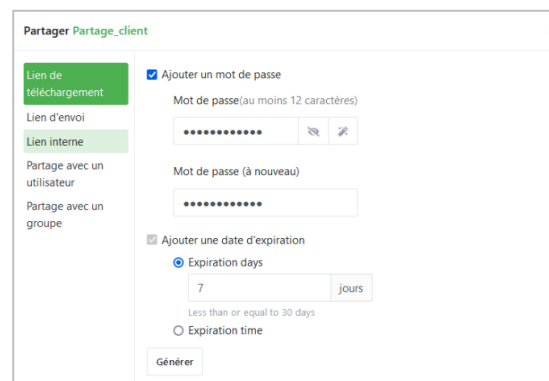 Partager Partage_client
Lien de
téléchargement
Lien d'envoi
Lien interne
Partage avec un
utilisateur
Partage avec un
groupe
Ajouter un mot de passe
Mot de passe(au moins 12 caractères)
••••••••••••
Mot de passe (à nouveau)
••••••••••••
Ajouter une date d'expiration
Expiration days
7 jours
Less than or equal to 30 days
Expiration time
Générer